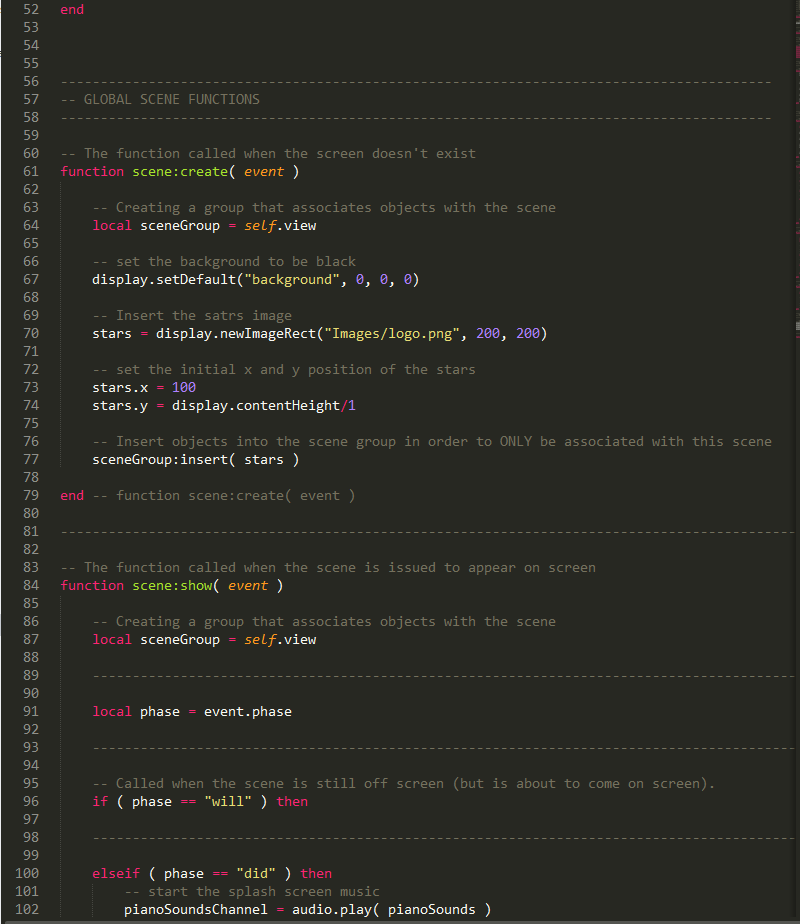 52 end
53
54
55
56 -----------------------------------------------------------------------------------------
57 -- GLOBAL SCENE FUNCTIONS
58 -----------------------------------------------------------------------------------------
59
60 -- The function called when the screen doesn't exist
61 function scene:create( event )
62
63 -- Creating a group that associates objects with the scene
64 local sceneGroup = self.view
65
66 -- set the background to be black
67 display.setDefault("background", 0, 0, 0)
68
69 -- Insert the satrs image
70 stars = display.newImageRect("Images/logo.png", 200, 200)
71
72 -- set the initial x and y position of the stars
73 stars.x = 100
74 stars.y = display.contentHeight/1
75
76 -- Insert objects into the scene group in order to ONLY be associated with this scene
77 sceneGroup:insert( stars )
78
79 end -- function scene:create( event )
80
81 --------------------------------------------------------------------------------------------
82
83 -- The function called when the scene is issued to appear on screen
84 function scene:show( event )
85
86 -- Creating a group that associates objects with the scene
87 local sceneGroup = self.view
88
89 ----------------------------------------------------------------------------------------
90
91 local phase = event.phase
92
93 ----------------------------------------------------------------------------------------
94
95 -- Called when the scene is still off screen (but is about to come on screen).
96 if ( phase == "will" ) then
97
98 ----------------------------------------------------------------------------------------
99
100 elseif ( phase == "did" ) then
101 -- start the splash screen music
102 pianoSoundsChannel = audio.play( pianoSounds )